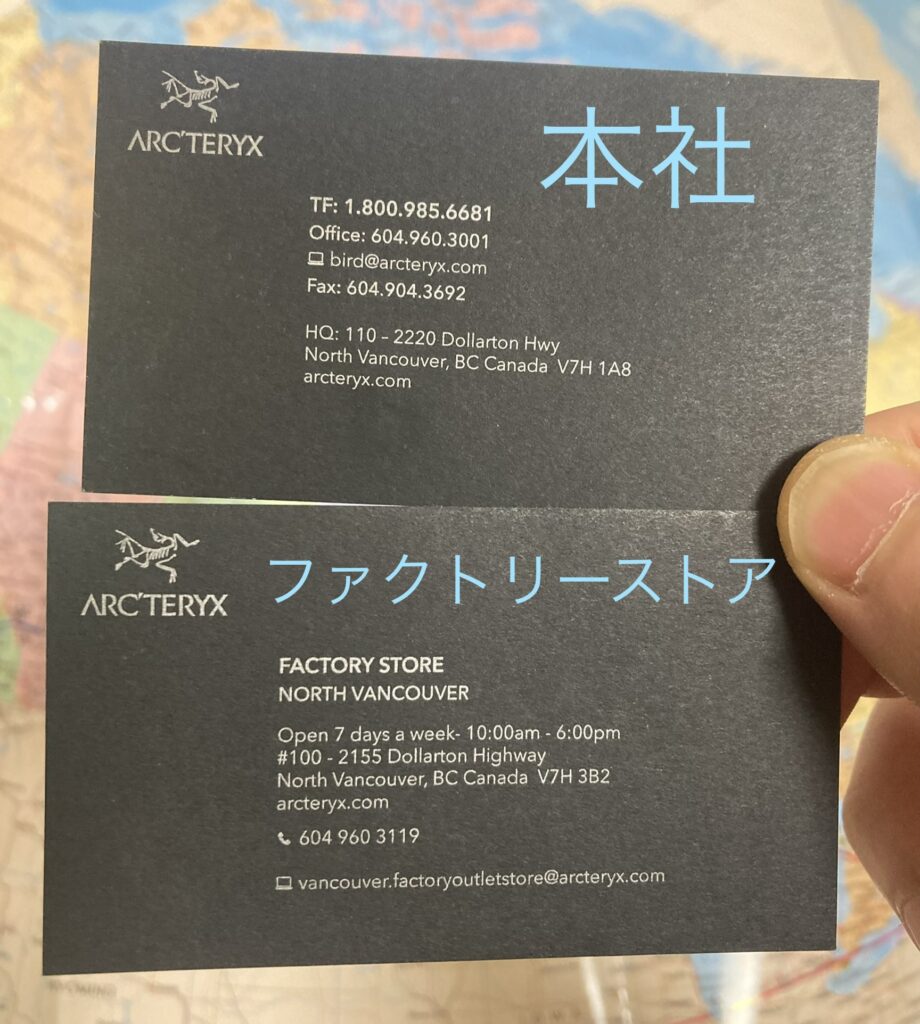 ARC'TERYX
本社
TF: 1.800.985.6681
Office: 604.960.3001
bird@arcteryx.com
Fax: 604.904.3692
HQ: 110 – 2220 Dollarton Hwy
North Vancouver, BC Canada V7H 1A8
arcteryx.com
ARC'TERYX
ファクトリーストア
FACTORY STORE
NORTH VANCOUVER
Open 7 days a week- 10:00am - 6:00pm
#100 - 2155 Dollarton Highway
North Vancouver, BC Canada V7H 3B2
arcteryx.com
604 960 3119
vancouver.factoryoutletstore@arcteryx.com